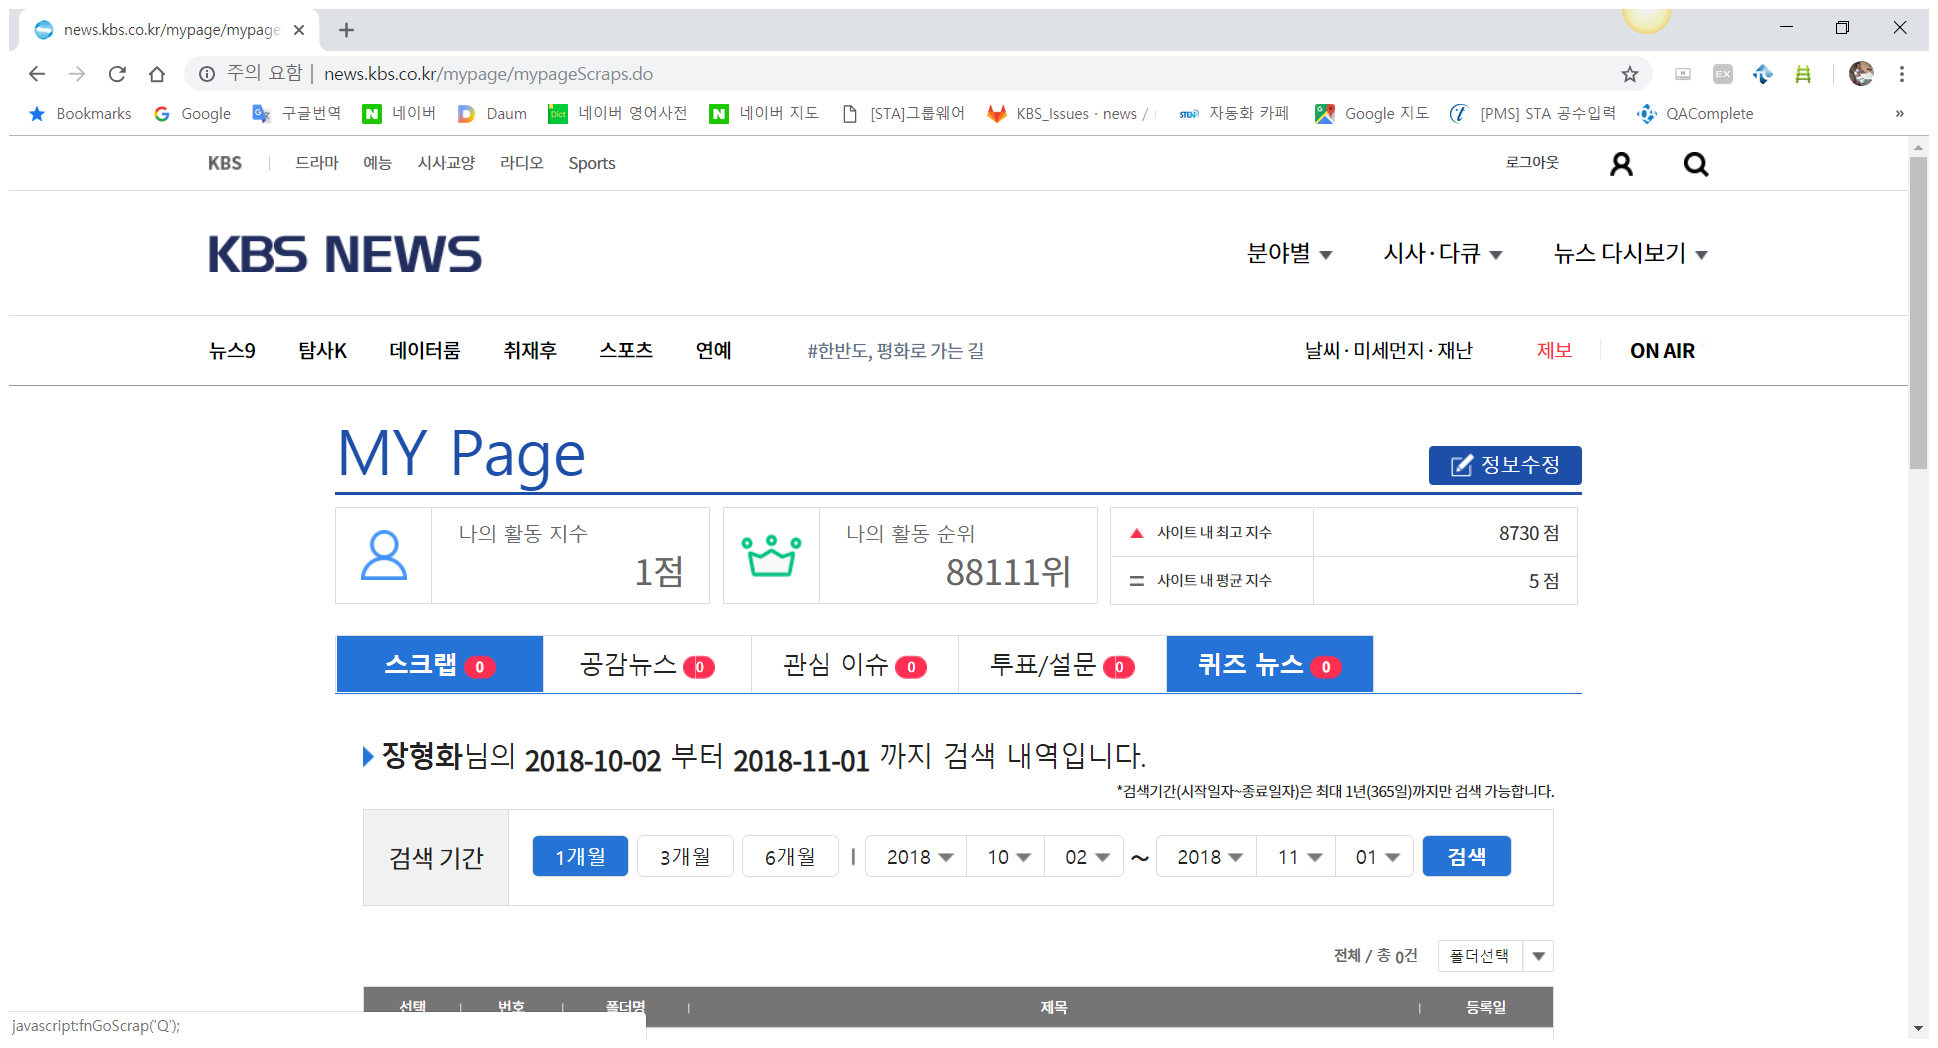 news.kbs.co.kr/mypage/mypage
주의 요함 | news.kbs.co.kr/mypage/mypageScraps.do
Bookmarks Google 구글번역 네이버 Daum 네이버 영어사전 네이버 지도 [STA]그룹웨어 KBS_Issues · news / 자동화 카페 Google 지도 [PMS] STA 공수입력 QAComplete »
KBS 드라마 예능 시사교양 라디오 Sports 로그아웃
KBS NEWS 분야별 시사·다큐 뉴스 다시보기
뉴스9 탐사K 데이터룸 취재후 스포츠 연예 #한반도, 평화로 가는 길 날씨·미세먼지·재난 제보 ON AIR
MY Page 정보수정
나의 활동 지수 1점
나의 활동 순위 88111위
사이트 내 최고 지수 8730 점
사이트 내 평균 지수 5 점
스크랩 0 공감뉴스 0 관심 이슈 0 투표/설문 0 퀴즈 뉴스 0
장형화님의 2018-10-02 부터 2018-11-01 까지 검색 내역입니다.
*검색기간(시작일자~종료일자)은 최대 1년(365일)까지만 검색 가능합니다.
검색 기간 1개월 3개월 6개월 | 2018 10 02 ~ 2018 11 01 검색
전체 / 총 0건 폴더선택
선택 번호 폴더명 제목 등록일
javascript:fnGoScrap('Q');